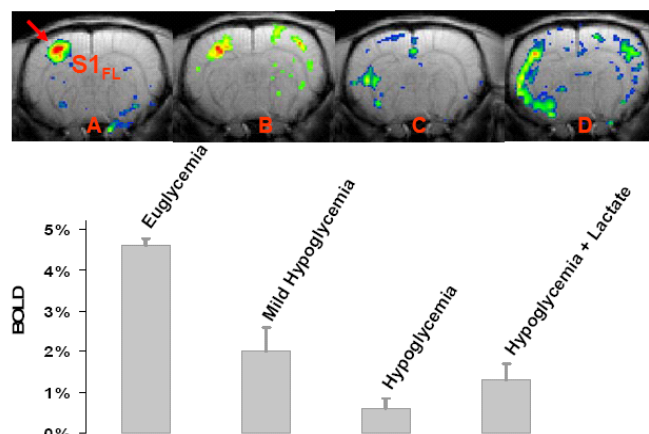 S1FL
A B C D
Euglycemia
Mild Hypoglycemia
Hypoglycemia
Hypoglycemia + Lactate
BOLD
5%
4%
3%
2%
1%
0%